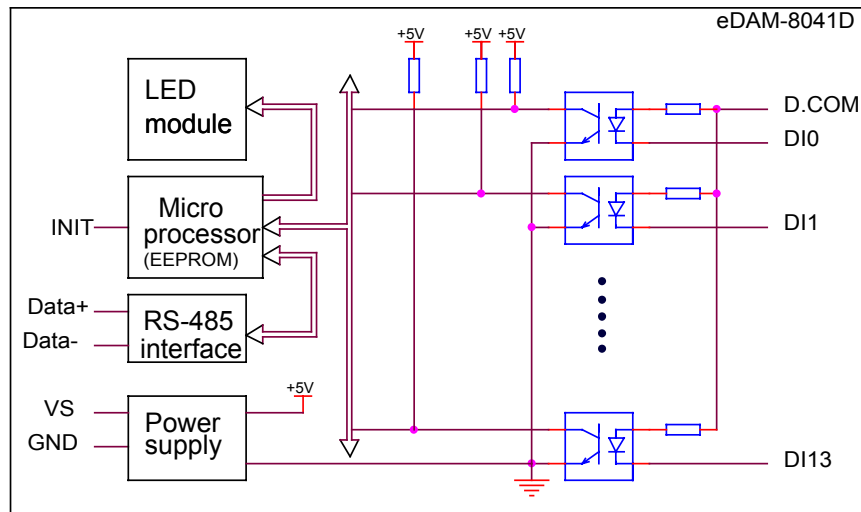 eDAM-8041D
+5V
+5V
+5V
LED
module
D.COM
DI0
Micro
processor
(EEPROM)
INIT
DI1
Data+
Data-
RS-485
interface
+5V
VS
GND
Power
supply
DI13